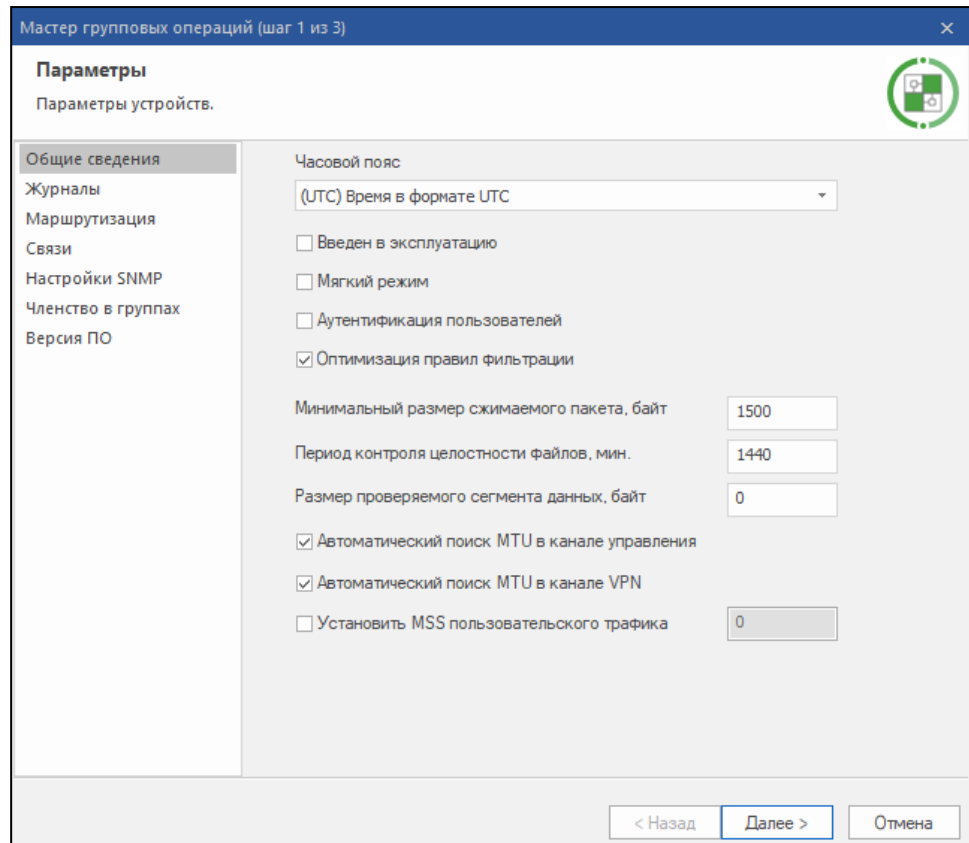 Мастер групповых операций (шаг 1 из 3)
Параметры
Параметры устройств.
Общие сведения
Журналы
Маршрутизация
Связи
Настройки SNMP
Членство в группах
Версия ПО
Часовой пояс
(UTC) Время в формате UTC
Введен в эксплуатацию
Мягкий режим
Аутентификация пользователей
Оптимизация правил фильтрации
Минимальный размер сжимаемого пакета, байт 1500
Период контроля целостности файлов, мин. 1440
Размер проверяемого сегмента данных, байт 0
Автоматический поиск MTU в канале управления
Автоматический поиск MTU в канале VPN
Установить MSS пользовательского трафика 0
< Назад Далее > Отмена